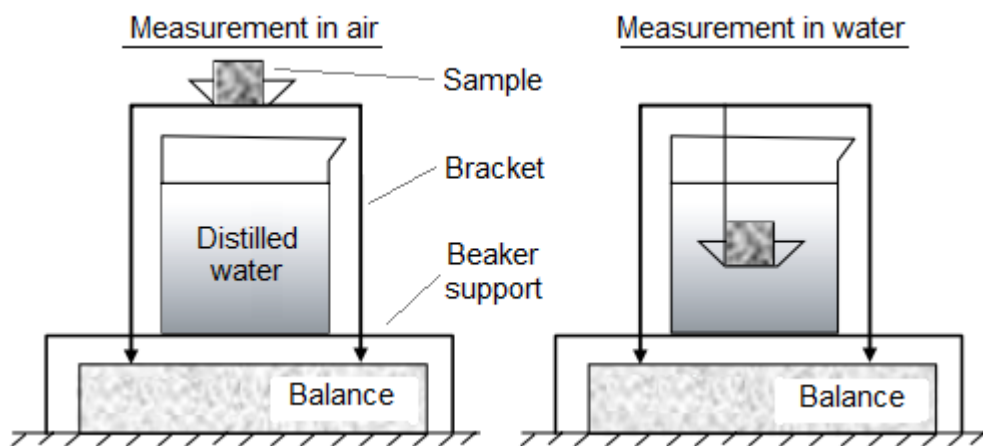 Measurement in air
Measurement in water
Sample
Bracket
Distilled
water
Beaker
support
Balance
Balance